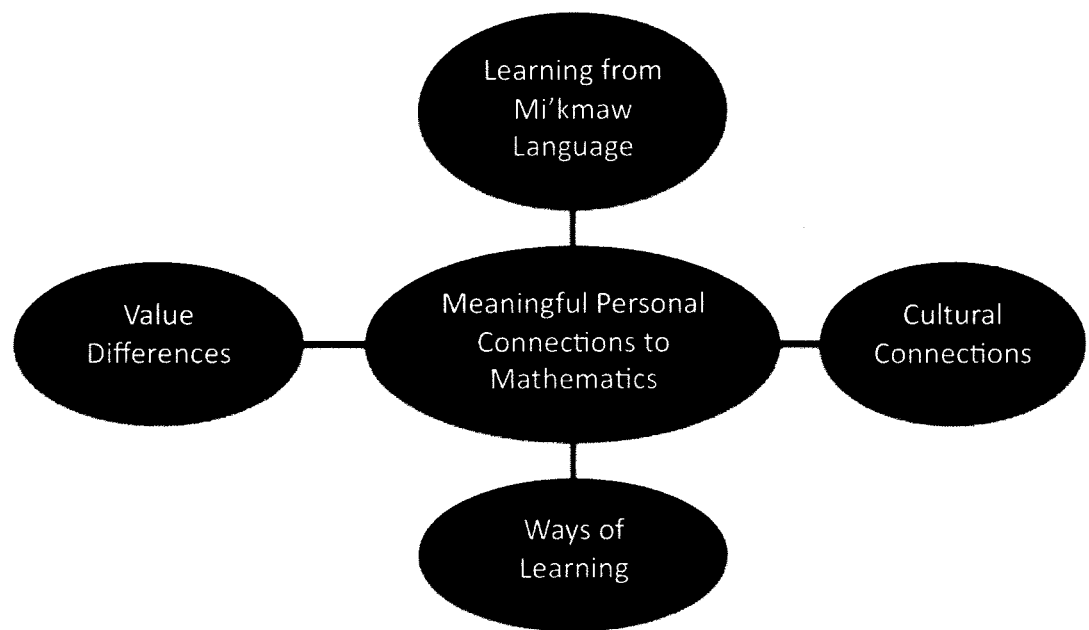 Learning from
Mi’kmaw
Language
Value
Differences
Meaningful Personal
Connections to
Mathematics
Cultural
Connections
Ways of
Learning